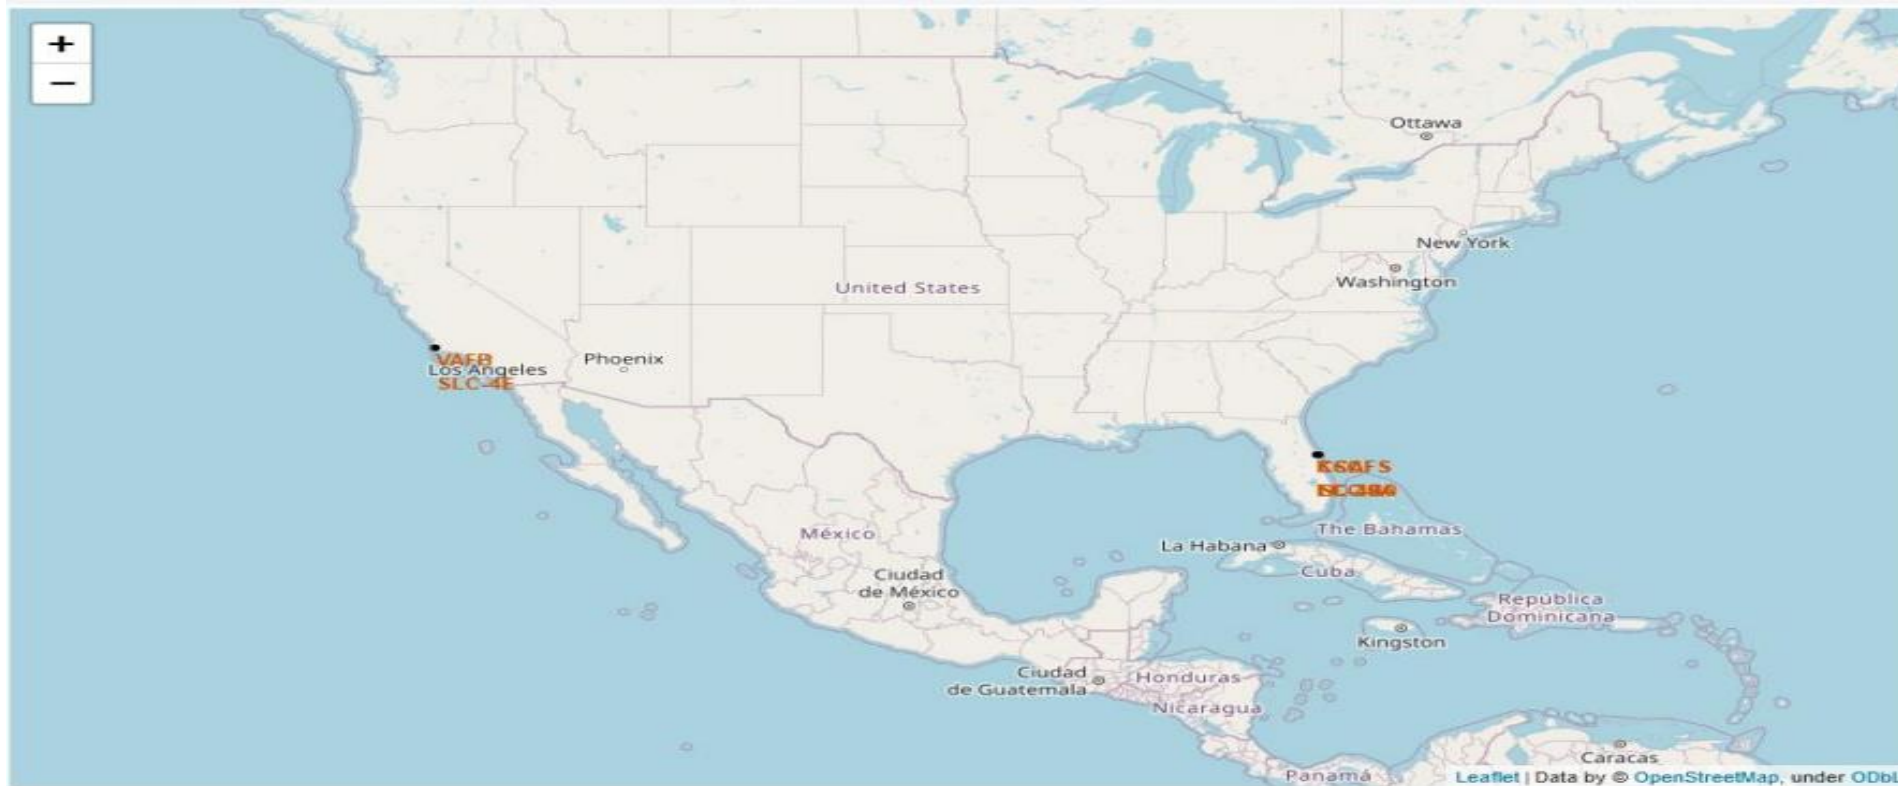 +
−
Ottawa
New York
Washington
United States
VAFB
Los Angeles
SLC-4E
Phoenix
The Bahamas
La Habana
Cuba
México
Ciudad
de México
República
Dominicana
Kingston
Ciudad
de Guatemala
Honduras
Nicaragua
Caracas
Panamá
Leaflet | Data by © OpenStreetMap, under ODbL